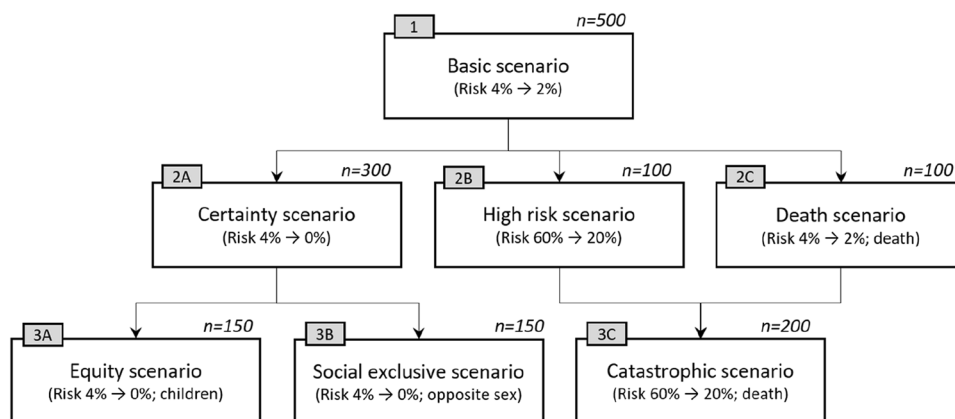 1
n=500
Basic scenario
(Risk 4% → 2%)
2A
n=300
Certainty scenario
(Risk 4% → 0%)
2B
n=100
High risk scenario
(Risk 60% → 20%)
2C
n=100
Death scenario
(Risk 4% → 2%; death)
3A
n=150
Equity scenario
(Risk 4% → 0%; children)
3B
n=150
Social exclusive scenario
(Risk 4% → 0%; opposite sex)
3C
n=200
Catastrophic scenario
(Risk 60% → 20%; death)